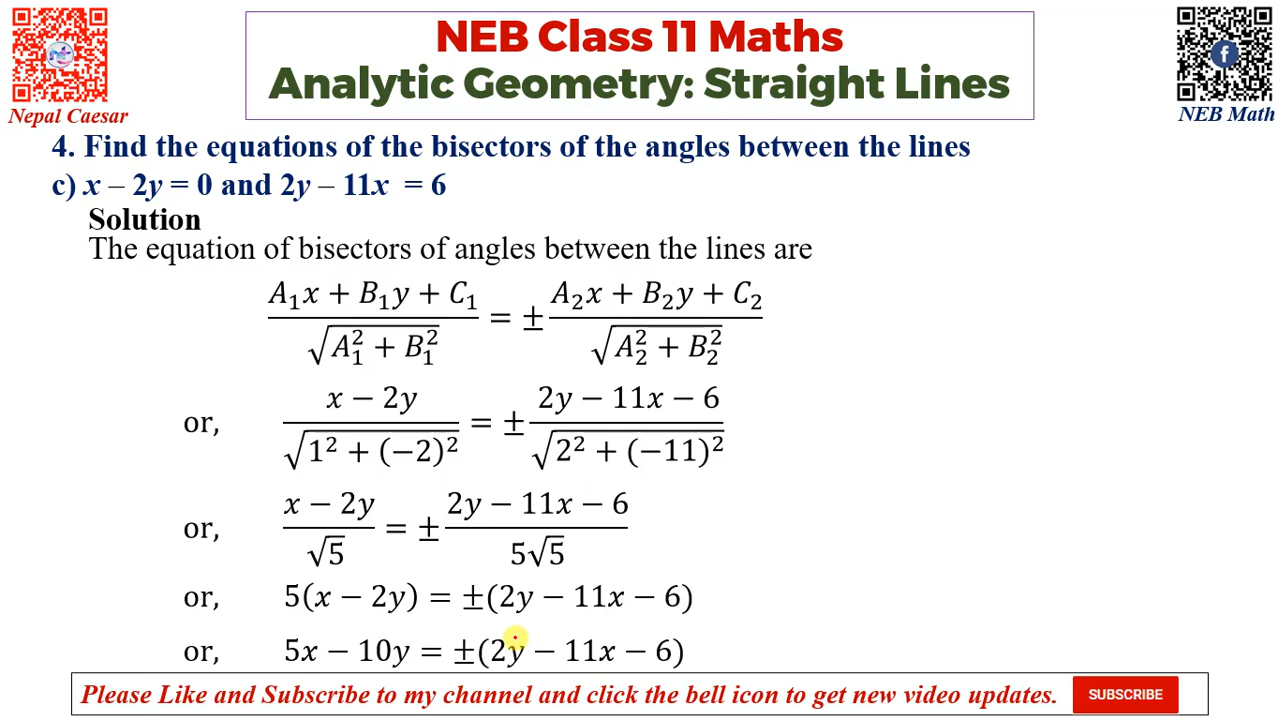 NEB Class 11 Maths
Analytic Geometry: Straight Lines
Nepal Caesar
NEB Math
4. Find the equations of the bisectors of the angles between the lines
c) x – 2y = 0 and 2y – 11x = 6
Solution
The equation of bisectors of angles between the lines are
(A₁x + B₁y + C₁)/√(A₁² + B₁²) = ± (A₂x + B₂y + C₂)/√(A₂² + B₂²)
or, (x − 2y)/√(1² + (−2)²) = ± (2y − 11x − 6)/√(2² + (−11)²)
or, (x − 2y)/√5 = ± (2y − 11x − 6)/(5√5)
or, 5(x − 2y) = ±(2y − 11x − 6)
or, 5x − 10y = ±(2y − 11x − 6)
Please Like and Subscribe to my channel and click the bell icon to get new video updates.
SUBSCRIBE